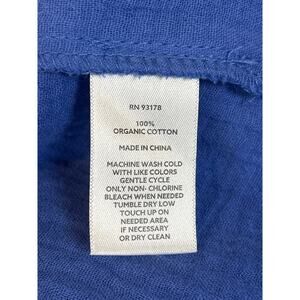 RN 93178
100%
ORGANIC COTTON
MADE IN CHINA
MACHINE WASH COLD
WITH LIKE COLORS
GENTLE CYCLE
ONLY NON- CHLORINE
BLEACH WHEN NEEDED
TUMBLE DRY LOW
TOUCH UP ON
NEEDED AREA
IF NECESSARY
OR DRY CLEAN